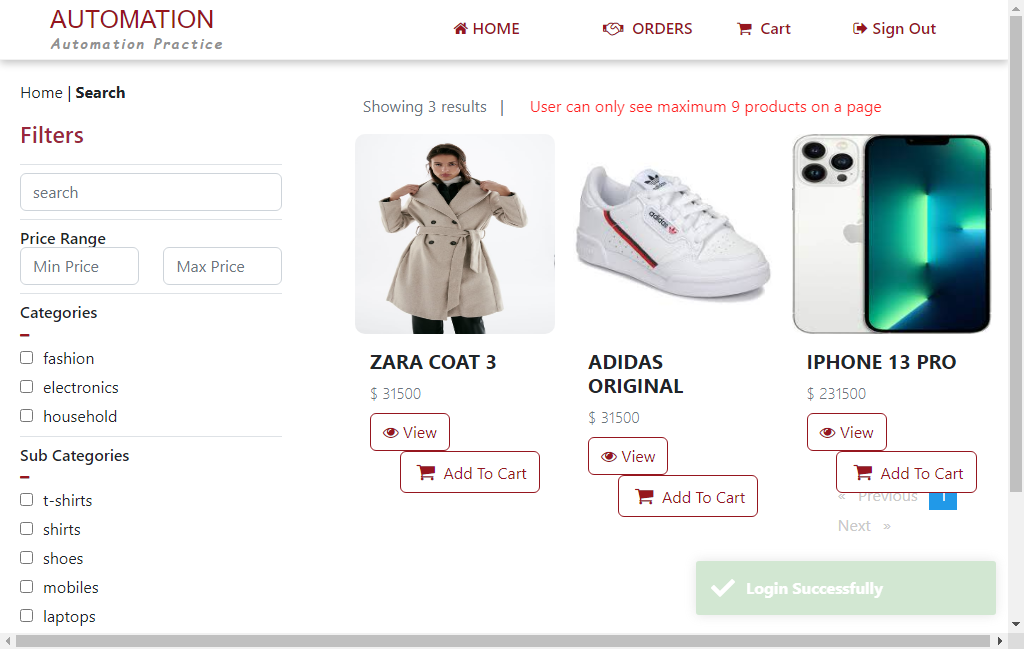 AUTOMATION
Automation Practice
HOME
ORDERS
Cart
Sign Out
Home | Search
Filters
search
Price Range
Min Price
Max Price
Categories
fashion
electronics
household
Sub Categories
t-shirts
shirts
shoes
mobiles
laptops
Showing 3 results |
User can only see maximum 9 products on a page
ZARA COAT 3
$ 31500
View
Add To Cart
adidas
ADIDAS
ORIGINAL
$ 31500
View
Add To Cart
IPHONE 13 PRO
$ 231500
View
Add To Cart
« Previous 1
Next »
Login Successfully